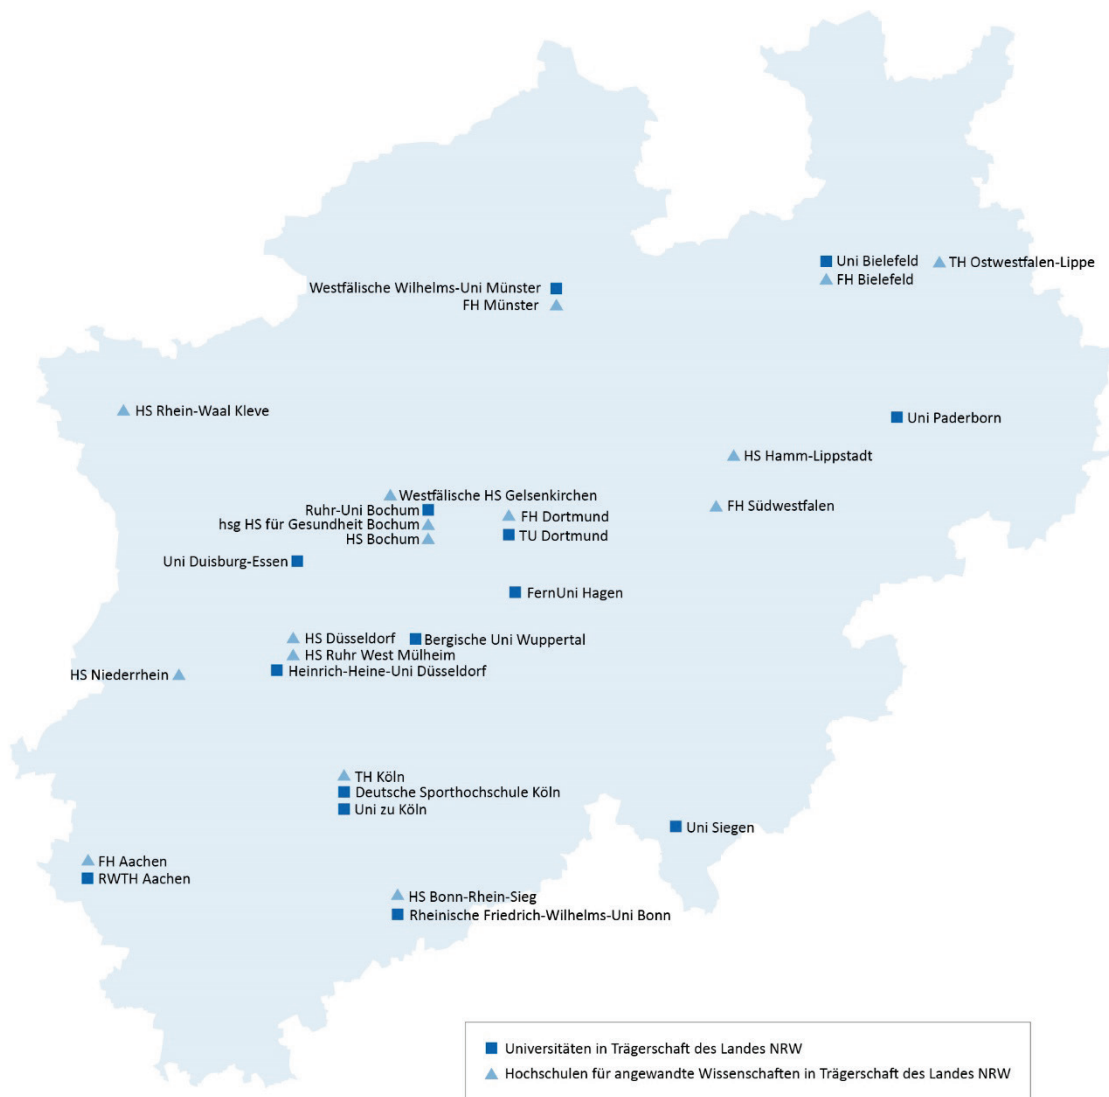 Uni Bielefeld
TH Ostwestfalen-Lippe
FH Bielefeld
Westfälische Wilhelms-Uni Münster
FH Münster
HS Rhein-Waal Kleve
Uni Paderborn
HS Hamm-Lippstadt
Westfälische HS Gelsenkirchen
Ruhr-Uni Bochum
hsg HS für Gesundheit Bochum
HS Bochum
FH Dortmund
TU Dortmund
FH Südwestfalen
Uni Duisburg-Essen
FernUni Hagen
HS Düsseldorf
Bergische Uni Wuppertal
HS Ruhr West Mülheim
Heinrich-Heine-Uni Düsseldorf
HS Niederrhein
TH Köln
Deutsche Sporthochschule Köln
Uni zu Köln
Uni Siegen
FH Aachen
RWTH Aachen
HS Bonn-Rhein-Sieg
Rheinische Friedrich-Wilhelms-Uni Bonn
Universitäten in Trägerschaft des Landes NRW
Hochschulen für angewandte Wissenschaften in Trägerschaft des Landes NRW